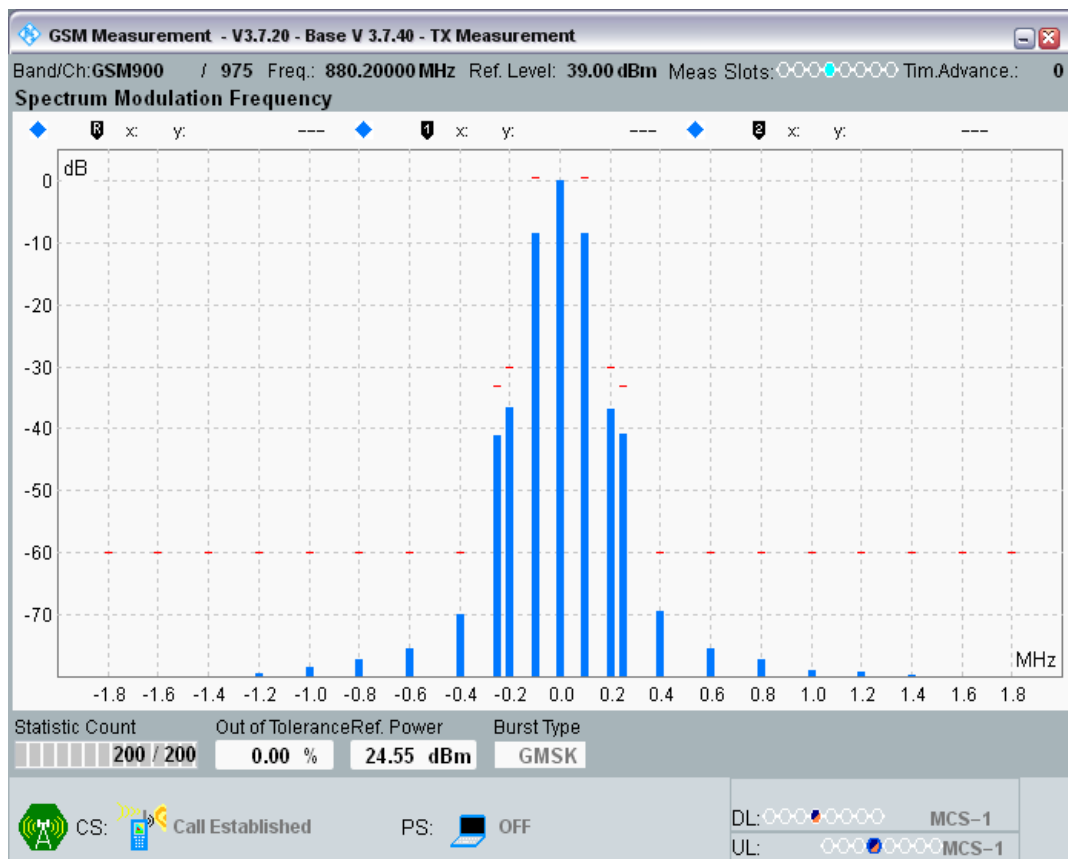 GSM Measurement - V3.7.20 - Base V 3.7.40 - TX Measurement
Band/Ch:GSM900 / 975 Freq.: 880.20000 MHz Ref. Level: 39.00 dBm Meas Slots: Tim.Advance.: 0
Spectrum Modulation Frequency
R x: y: --- 1 x: y: --- 2 x: y: ---
dB
0
-10
-20
-30
-40
-50
-60
-70
MHz
-1.8 -1.6 -1.4 -1.2 -1.0 -0.8 -0.6 -0.4 -0.2 0.0 0.2 0.4 0.6 0.8 1.0 1.2 1.4 1.6 1.8
Statistic Count Out of Tolerance Ref. Power Burst Type
200 / 200 0.00 % 24.55 dBm GMSK
CS: Call Established PS: OFF
DL: MCS-1
UL: MCS-1